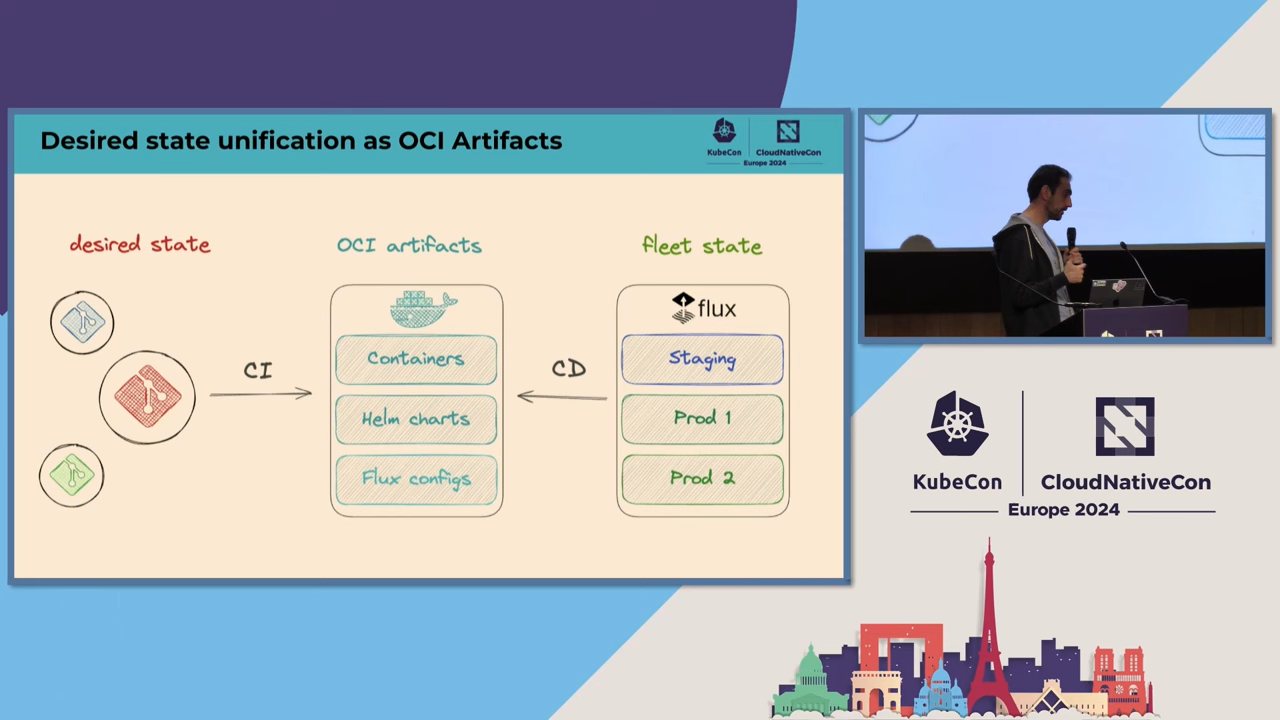 Desired state unification as OCI Artifacts
KubeCon
CloudNativeCon
Europe 2024
desired state
OCI artifacts
fleet state
flux
CI
CD
Containers
Helm charts
Flux configs
Staging
Prod 1
Prod 2
KubeCon
CloudNativeCon
Europe 2024